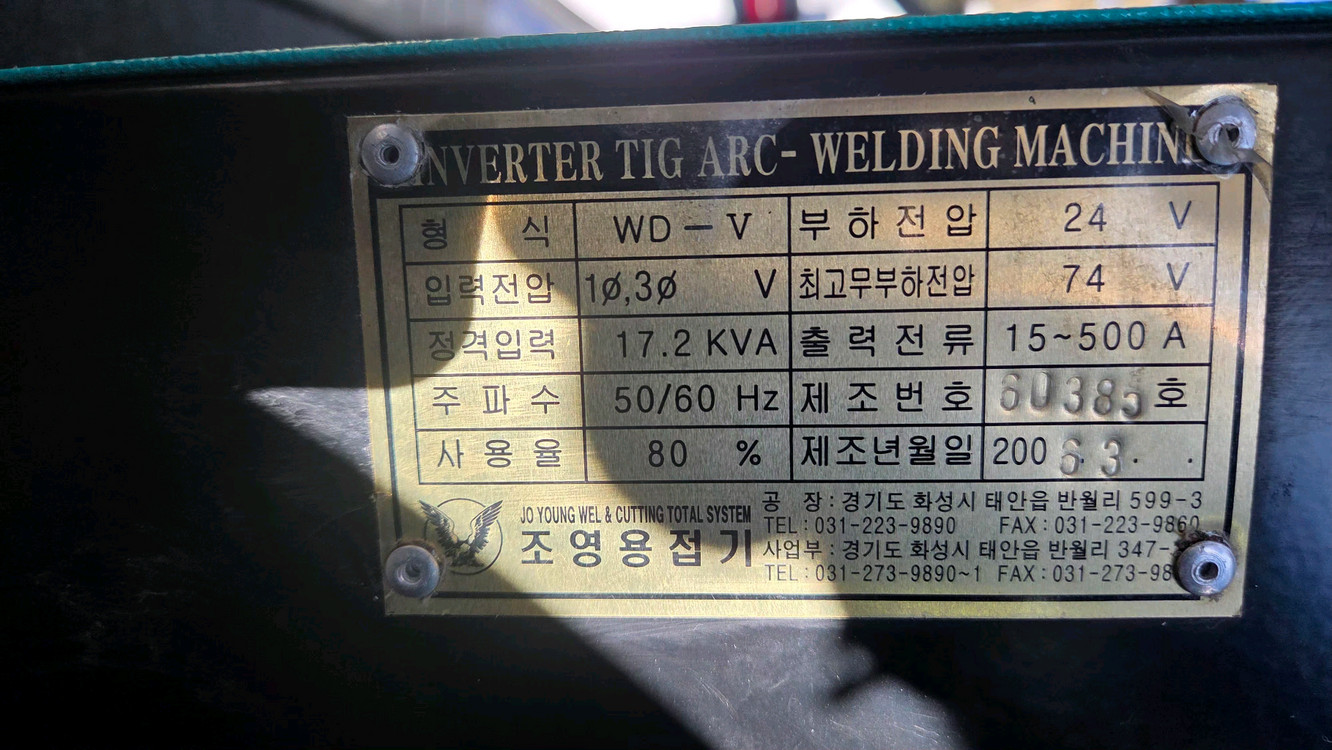 INVERTER TIG ARC- WELDING MACHINE
형 식 WD-V 부하전압 24 V
입력전압 1ø,3ø V 최고무부하전압 74 V
정격입력 17.2 KVA 출력전류 15~500 A
주파수 50/60 Hz 제조번호 60385 호
사용율 80 % 제조년월일 2006.3. .
JO YOUNG WEL & CUTTING TOTAL SYSTEM
조영용접기
공 장 : 경기도 화성시 태안읍 반월리 599-3
TEL : 031-223-9890 FAX : 031-223-9860
사업부 : 경기도 화성시 태안읍 반월리 347-
TEL : 031-273-9890~1 FAX : 031-273-98